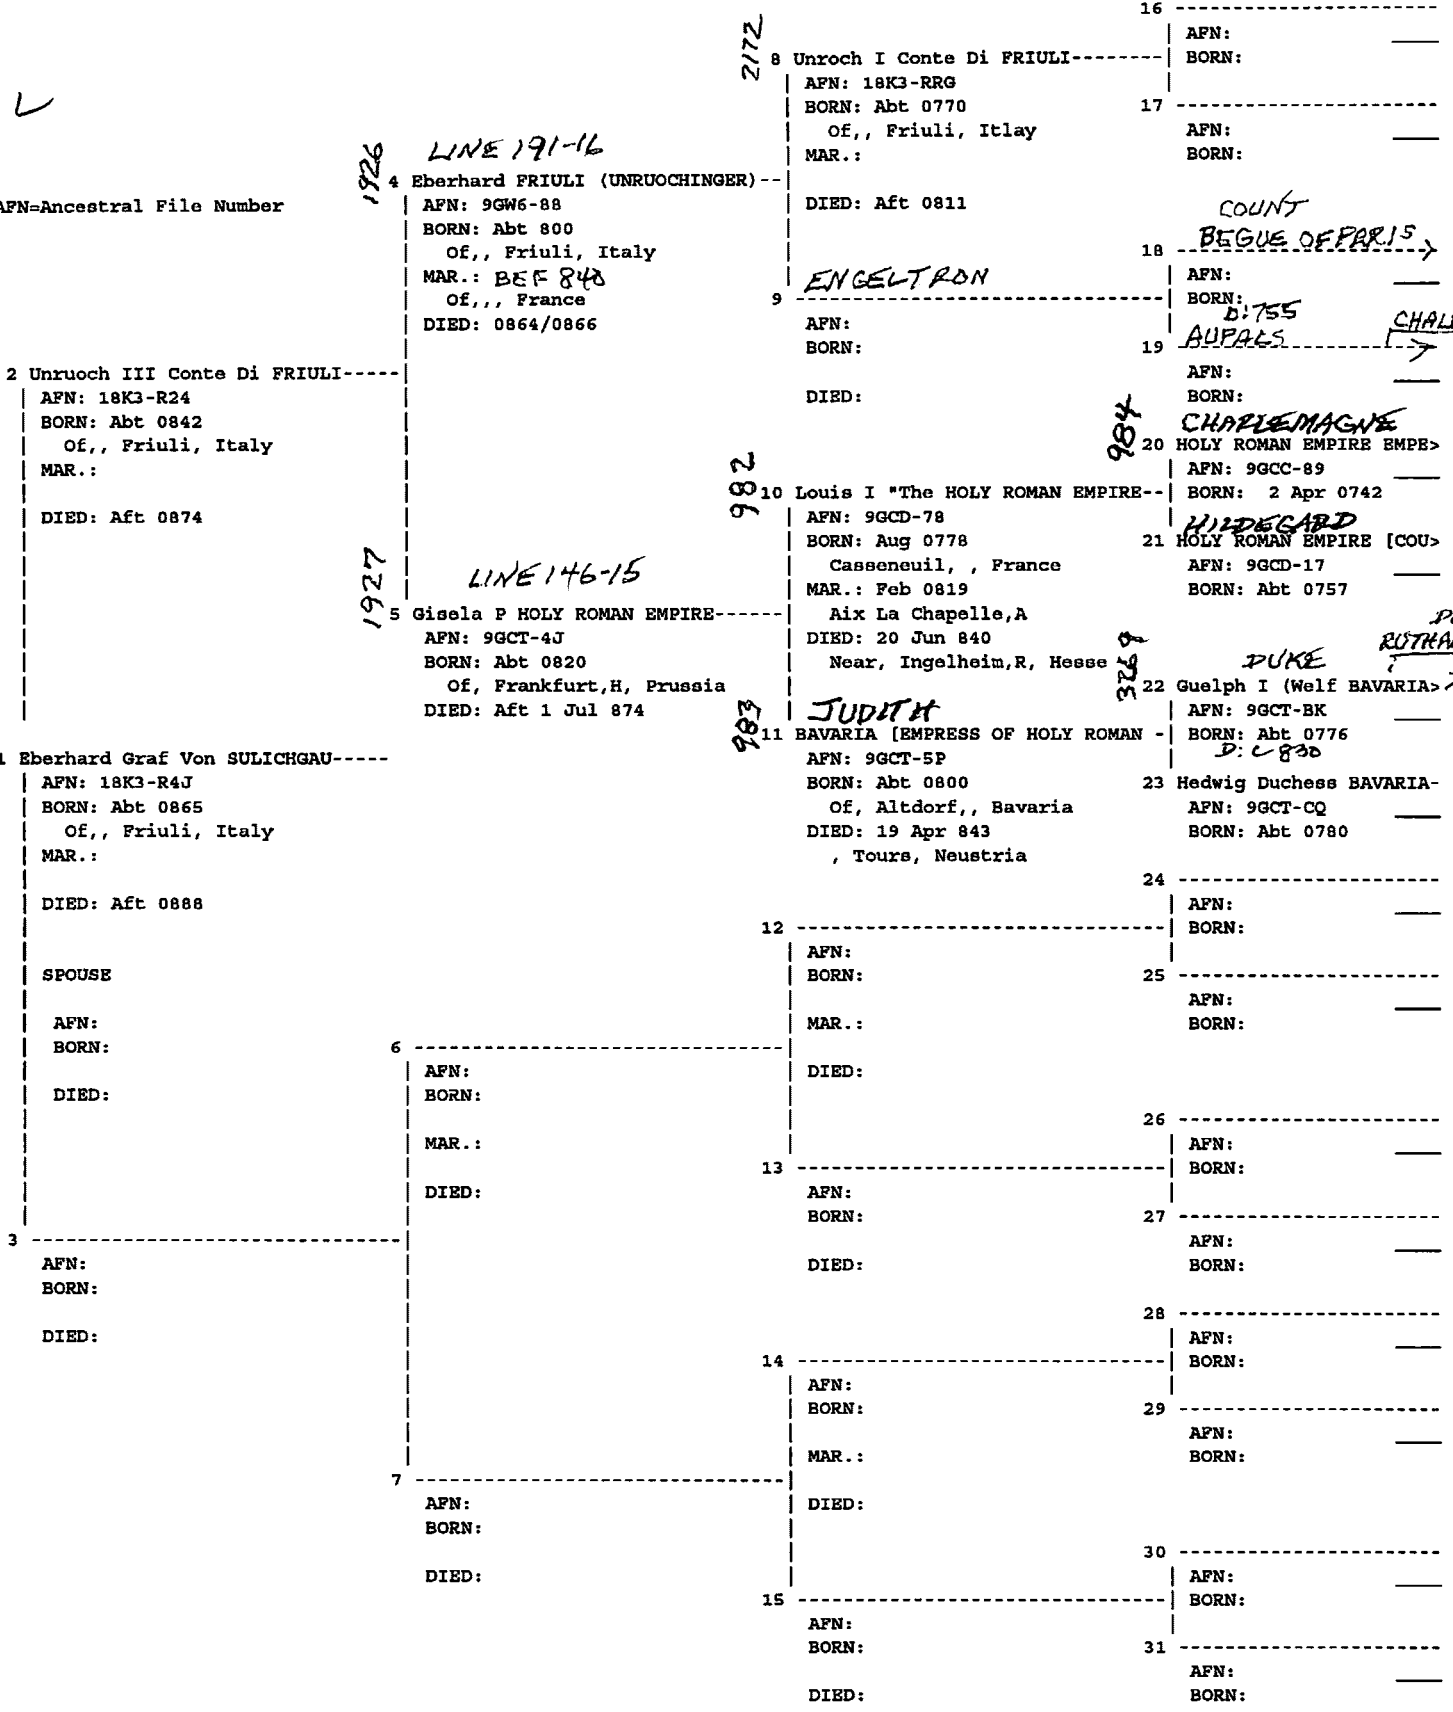 L
AFN=Ancestral File Number
1 Eberhard Graf Von SULICHGAU-----
AFN: 18K3-R4J
BORN: Abt 0865
Of,, Friuli, Italy
MAR.:
DIED: Aft 0888
SPOUSE
AFN:
BORN:
DIED:
2 Unruoch III Conte Di FRIULI-----
AFN: 18K3-R24
BORN: Abt 0842
Of,, Friuli, Italy
MAR.:
DIED: Aft 0874
3 ----------
AFN:
BORN:
DIED:
1926
LINE 191-16
4 Eberhard FRIULI (UNRUOCHINGER)--
AFN: 9GW6-88
BORN: Abt 800
Of,, Friuli, Italy
MAR.: BEF 840
Of,,, France
DIED: 0864/0866
1927
LINE 146-15
5 Gisela P HOLY ROMAN EMPIRE------
AFN: 9GCT-4J
BORN: Abt 0820
Of, Frankfurt,H, Prussia
DIED: Aft 1 Jul 874
6 ----------
AFN:
BORN:
MAR.:
DIED:
7 ----------
AFN:
BORN:
DIED:
2172
8 Unroch I Conte Di FRIULI--------
AFN: 18K3-RRG
BORN: Abt 0770
Of,, Friuli, Itlay
MAR.:
DIED: Aft 0811
ENGELTRON
9 ----------
AFN:
BORN:
DIED:
982
10 Louis I "The HOLY ROMAN EMPIRE--
AFN: 9GCD-78
BORN: Aug 0778
Casseneuil, , France
MAR.: Feb 0819
Aix La Chapelle,A
DIED: 20 Jun 840
Near, Ingelheim,R, Hesse
983
JUDITH
11 BAVARIA [EMPRESS OF HOLY ROMAN -
AFN: 9GCT-5P
BORN: Abt 0800
Of, Altdorf,, Bavaria
DIED: 19 Apr 843
, Tours, Neustria
12 ----------
AFN:
BORN:
MAR.:
DIED:
13 ----------
AFN:
BORN:
DIED:
14 ----------
AFN:
BORN:
MAR.:
DIED:
15 ----------
AFN:
BORN:
DIED:
16 ----------
AFN:
BORN:
17 ----------
AFN:
BORN:
COUNT
BEGUE OF PARIS
18 ----------
AFN:
BORN:
D:755
AUPALS
19 ----------
AFN:
BORN:
984
CHARLEMAGNE
20 HOLY ROMAN EMPIRE EMPE>
AFN: 9GCC-89
BORN: 2 Apr 0742
HILDEGARD
21 HOLY ROMAN EMPIRE [COU>
AFN: 9GCD-17
BORN: Abt 0757
DUKE
22 Guelph I (Welf BAVARIA>
AFN: 9GCT-BK
BORN: Abt 0776
D: C 830
23 Hedwig Duchess BAVARIA-
AFN: 9GCT-CQ
BORN: Abt 0780
24 ----------
AFN:
BORN:
25 ----------
AFN:
BORN:
26 ----------
AFN:
BORN:
27 ----------
AFN:
BORN:
28 ----------
AFN:
BORN:
29 ----------
AFN:
BORN:
30 ----------
AFN:
BORN:
31 ----------
AFN:
BORN: